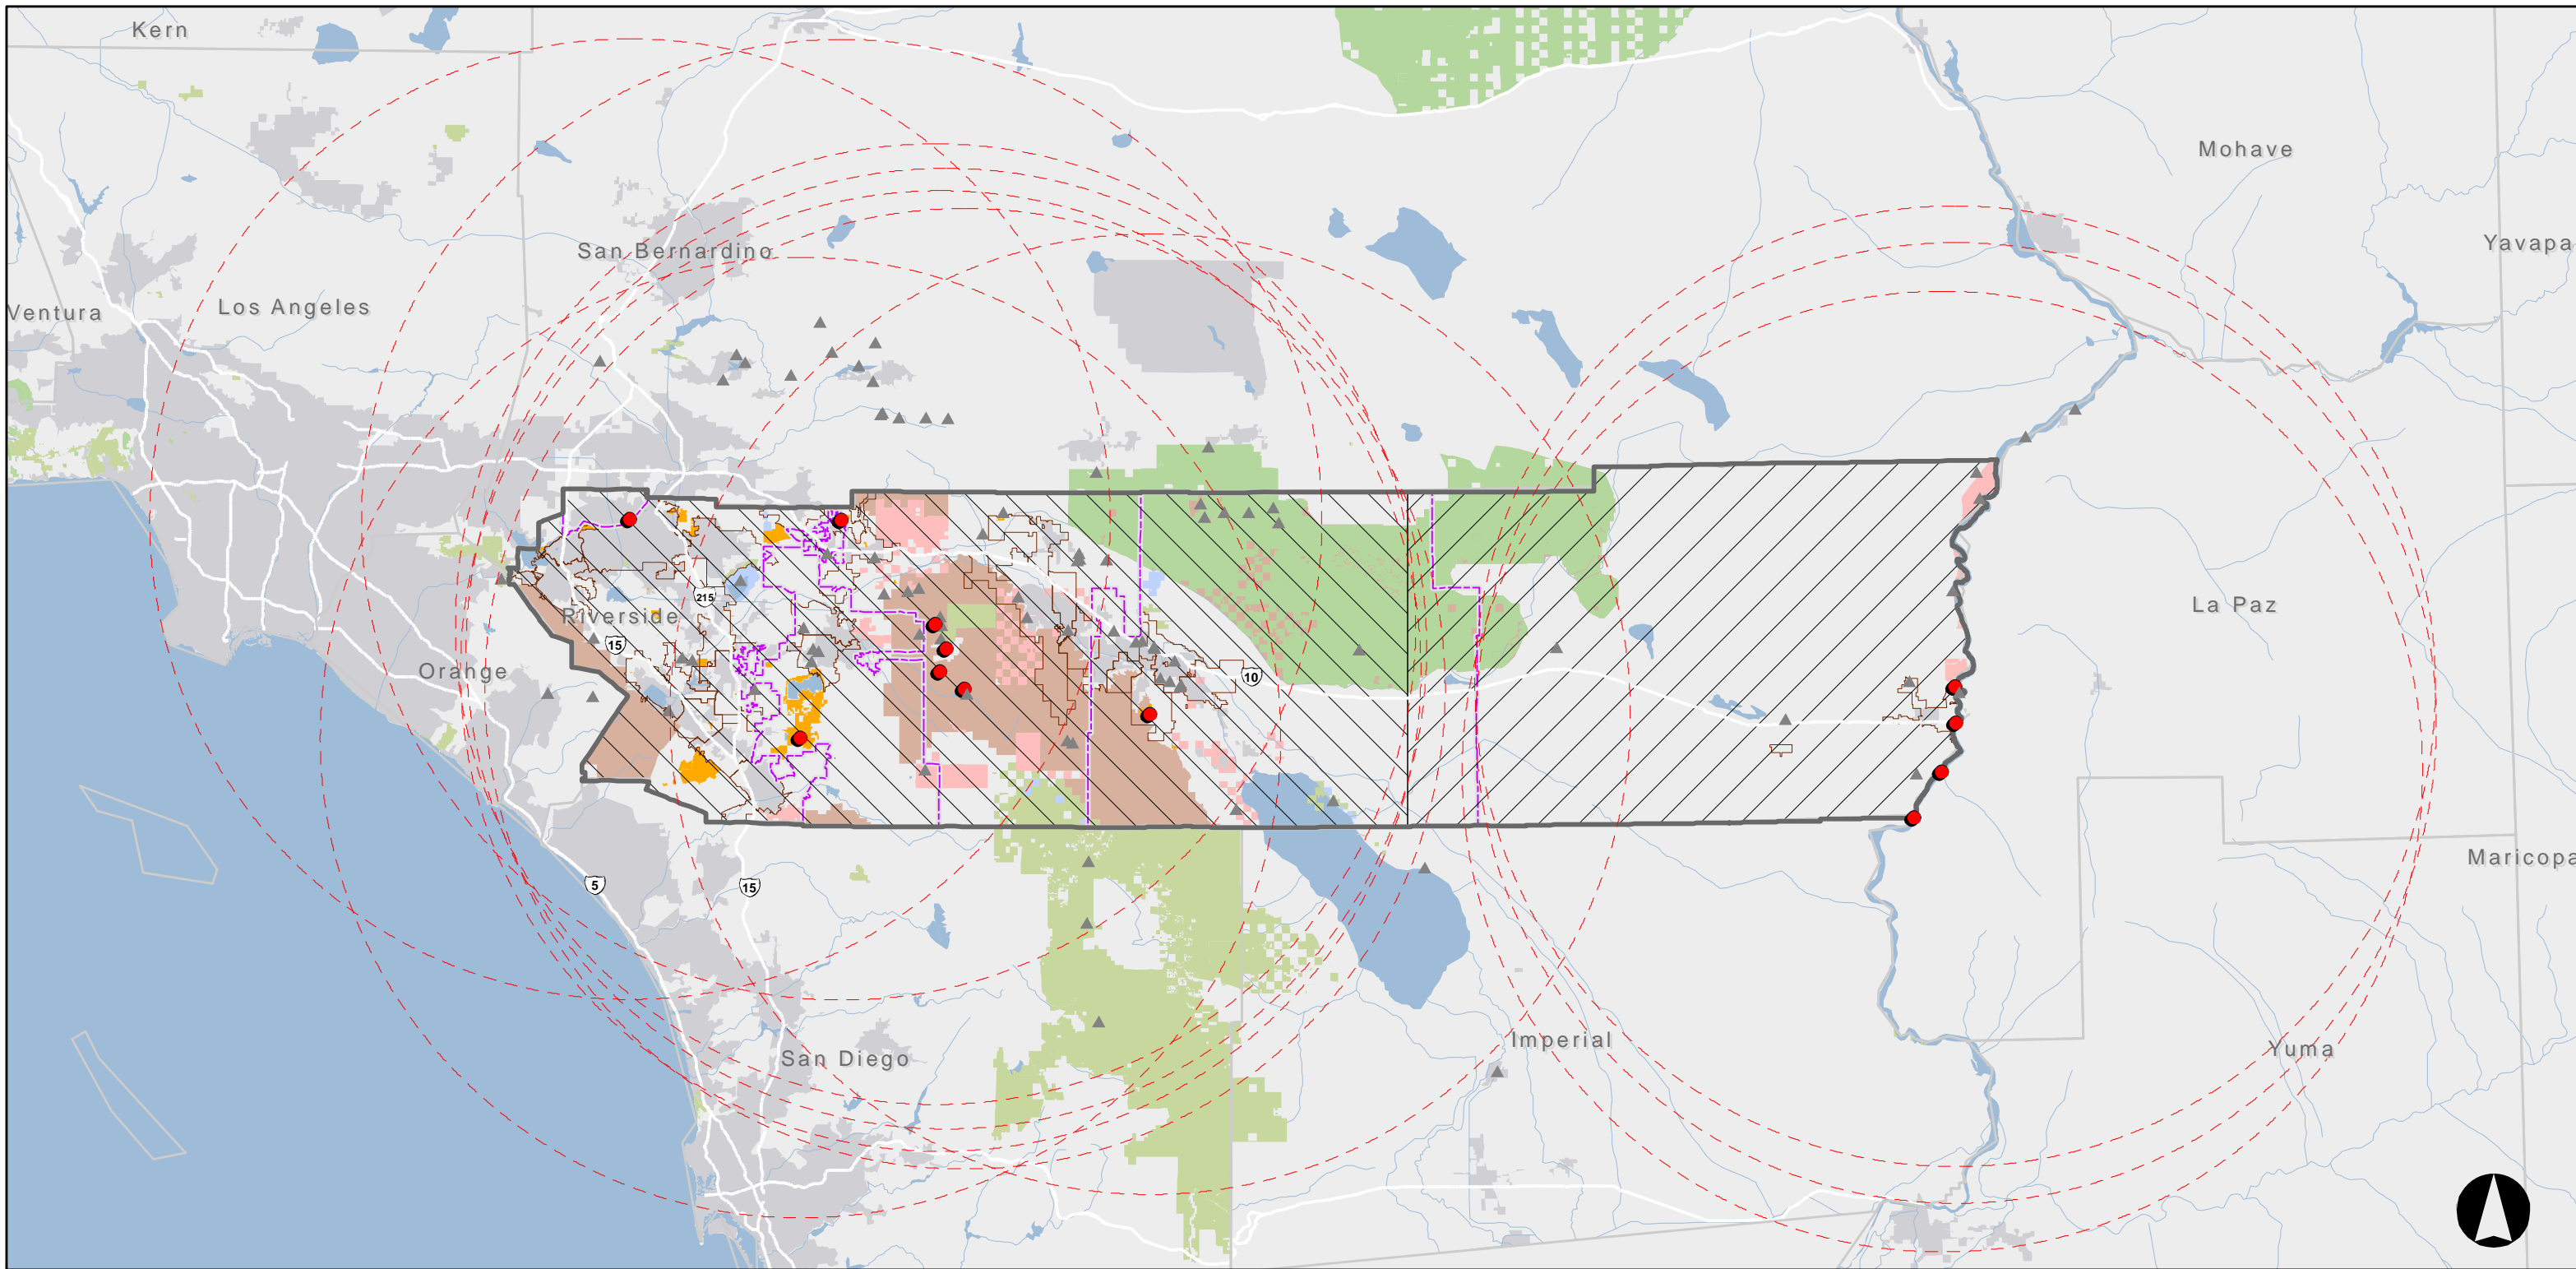 Kern
Mohave
Yavapa
San Bernardino
Los Angeles
Ventura
La Paz
215
Riverside
15
Orange
10
Maricopa
5
15
Imperial
Yuma
San Diego